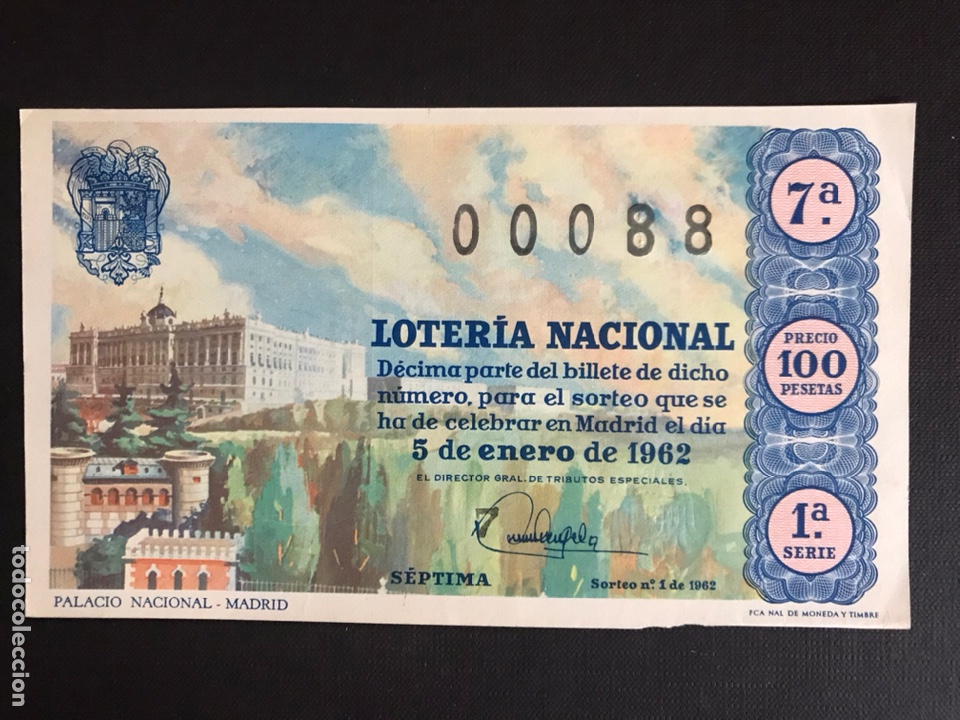 00088
7ª.
LOTERÍA NACIONAL
Décima parte del billete de dicho
número, para el sorteo que se
ha de celebrar en Madrid el día
5 de enero de 1962
EL DIRECTOR GRAL. DE TRIBUTOS ESPECIALES.
7
SÉPTIMA
Sorteo n.º 1 de 1962
PRECIO
100
PESETAS
1ª.
SERIE
PALACIO NACIONAL - MADRID
FCA NAL DE MONEDA Y TIMBRE
todocoleccion